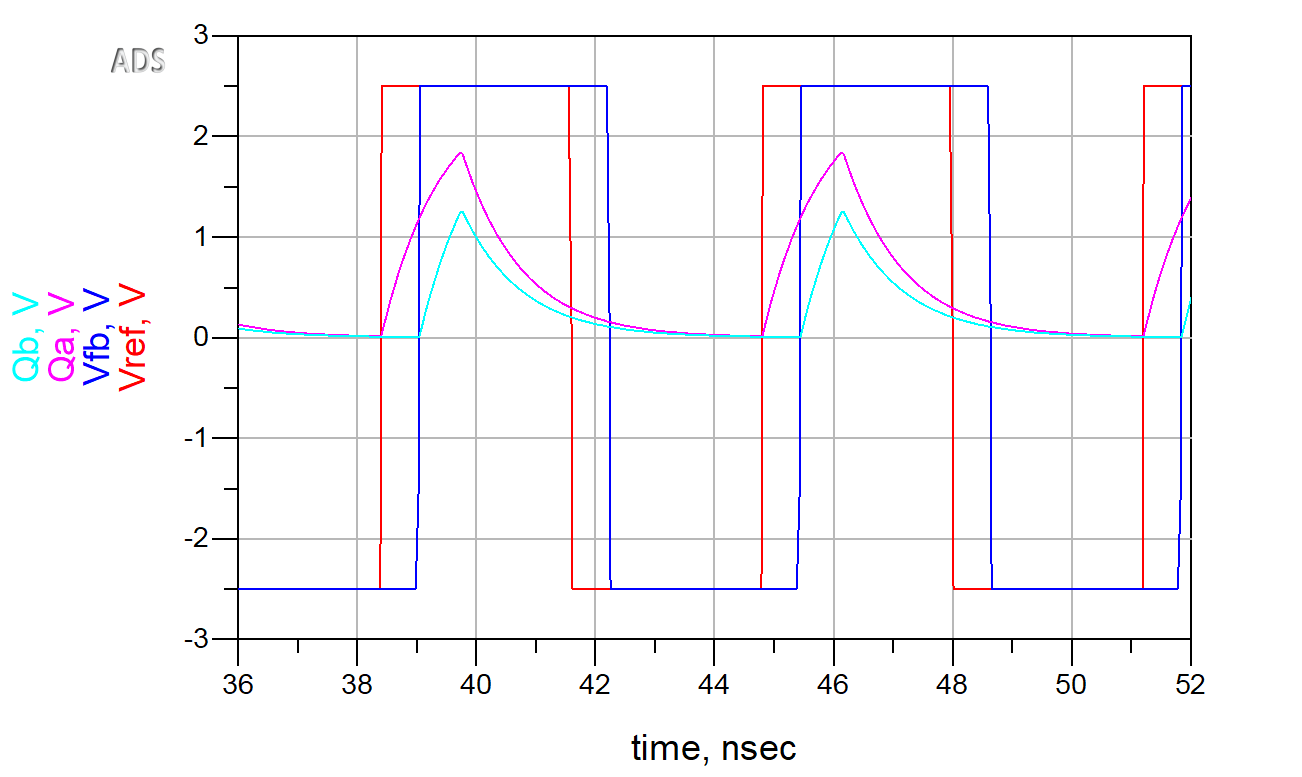 ADS
3
2
1
0
-1
-2
-3
Qb, V
Qa, V
Vfb, V
Vref, V
36 38 40 42 44 46 48 50 52
time, nsec